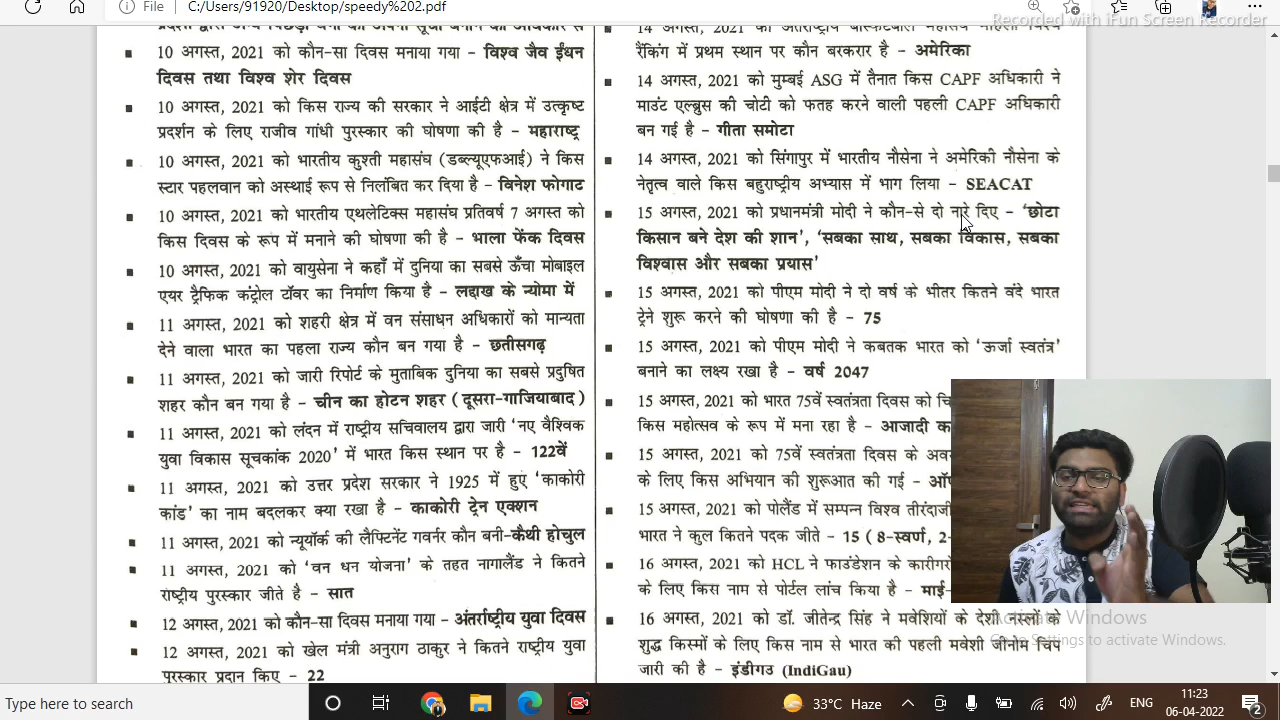 File
C:/Users/91920/Desktop/speedy%202.pdf
Recorded with iFun Screen Recorder
10 अगस्त, 2021 को कौन-सा दिवस मनाया गया - विश्व जैव ईंधन
दिवस तथा विश्व शेर दिवस
10 अगस्त, 2021 को किस राज्य की सरकार ने आईटी क्षेत्र में उत्कृष्ट
प्रदर्शन के लिए राजीव गांधी पुरस्कार की घोषणा की है - महाराष्ट्र
10 अगस्त, 2021 को भारतीय कुश्ती महासंघ (डब्ल्यूएफआई) ने किस
स्टार पहलवान को अस्थाई रूप से निलंबित कर दिया है - विनेश फोगाट
10 अगस्त, 2021 को भारतीय एथलेटिक्स महासंघ प्रतिवर्ष 7 अगस्त को
किस दिवस के रूप में मनाने की घोषणा की है - भाला फेंक दिवस
10 अगस्त, 2021 को वायुसेना ने कहाँ में दुनिया का सबसे ऊँचा मोबाइल
एयर ट्रैफिक कंट्रोल टॉवर का निर्माण किया है - लद्दाख के न्योमा में
11 अगस्त, 2021 को शहरी क्षेत्र में वन संसाधन अधिकारों को मान्यता
देने वाला भारत का पहला राज्य कौन बन गया है - छत्तीसगढ़
11 अगस्त, 2021 को जारी रिपोर्ट के मुताबिक दुनिया का सबसे प्रदुषित
शहर कौन बन गया है - चीन का होटन शहर (दूसरा-गाजियाबाद)
11 अगस्त, 2021 को लंदन में राष्ट्रीय सचिवालय द्वारा जारी 'नए वैश्विक
युवा विकास सूचकांक 2020' में भारत किस स्थान पर है - 122वें
11 अगस्त, 2021 को उत्तर प्रदेश सरकार ने 1925 में हुए 'काकोरी
कांड' का नाम बदलकर क्या रखा है - काकोरी ट्रेन एक्शन
11 अगस्त, 2021 को न्यूयॉर्क की लैफ्टिनेंट गवर्नर कौन बनी-कैथी होचुल
11 अगस्त, 2021 को 'वन धन योजना' के तहत नागालैंड ने कितने
राष्ट्रीय पुरस्कार जीते है - सात
12 अगस्त, 2021 को कौन-सा दिवस मनाया गया - अंतर्राष्ट्रीय युवा दिवस
12 अगस्त, 2021 को खेल मंत्री अनुराग ठाकुर ने कितने राष्ट्रीय युवा
पुरस्कार प्रदान किए - 22
रैंकिंग में प्रथम स्थान पर कौन बरकरार है - अमेरिका
14 अगस्त, 2021 को मुम्बई ASG में तैनात किस CAPF अधिकारी ने
माउंट एल्ब्रुस की चोटी को फतह करने वाली पहली CAPF अधिकारी
बन गई है - गीता समोटा
14 अगस्त, 2021 को सिंगापुर में भारतीय नौसेना ने अमेरिकी नौसेना के
नेतृत्व वाले किस बहुराष्ट्रीय अभ्यास में भाग लिया - SEACAT
15 अगस्त, 2021 को प्रधानमंत्री मोदी ने कौन-से दो नारे दिए - 'छोटा
किसान बने देश की शान', 'सबका साथ, सबका विकास, सबका
विश्वास और सबका प्रयास'
15 अगस्त, 2021 को पीएम मोदी ने दो वर्ष के भीतर कितने वंदे भारत
ट्रेने शुरू करने की घोषणा की है - 75
15 अगस्त, 2021 को पीएम मोदी ने कबतक भारत को 'ऊर्जा स्वतंत्र'
बनाने का लक्ष्य रखा है - वर्ष 2047
15 अगस्त, 2021 को भारत 75वें स्वतंत्रता दिवस को
किस महोत्सव के रूप में मना रहा है - आजादी
15 अगस्त, 2021 को 75वें स्वतंत्रता दिवस के
के लिए किस अभियान की शुरूआत की गई -
15 अगस्त, 2021 को पोलैंड में सम्पन्न विश्व तीरंदाजी
भारत ने कुल कितने पदक जीते - 15 (8-स्वर्ण, 2-
16 अगस्त, 2021 को HCL ने फाउंडेशन के
के लिए किस नाम से पोर्टल लांच किया है - माई-
16 अगस्त, 2021 को डॉ. जीतेन्द्र सिंह ने मवेशियों के देशी नस्लों के
शुद्ध किस्मों के लिए किस नाम से भारत की पहली मवेशी जीनोम चिप
जारी की है - इंडीगउ (IndiGau)
Activate Windows
Go to Settings to activate Windows.
Type here to search
33°C Haze
ENG
11:23
06-04-2022
2